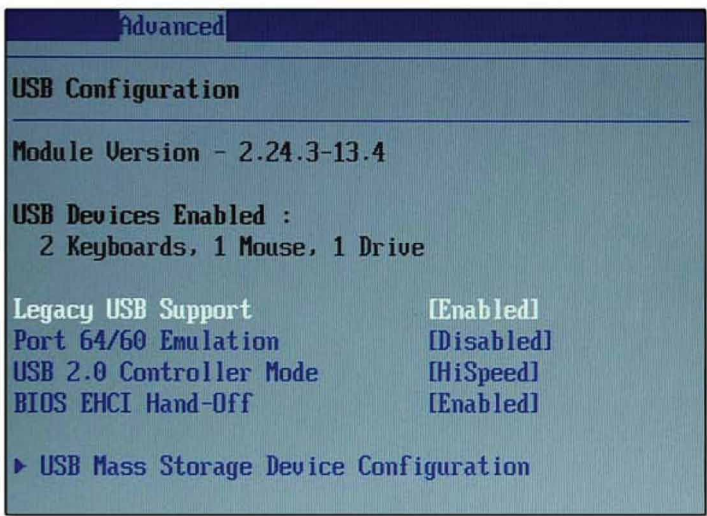 Advanced
USB Configuration
Module Version - 2.24.3-13.4
USB Devices Enabled :
2 Keyboards, 1 Mouse, 1 Drive
Legacy USB Support [Enabled]
Port 64/60 Emulation [Disabled]
USB 2.0 Controller Mode [HiSpeed]
BIOS EHCI Hand-Off [Enabled]
▶ USB Mass Storage Device Configuration